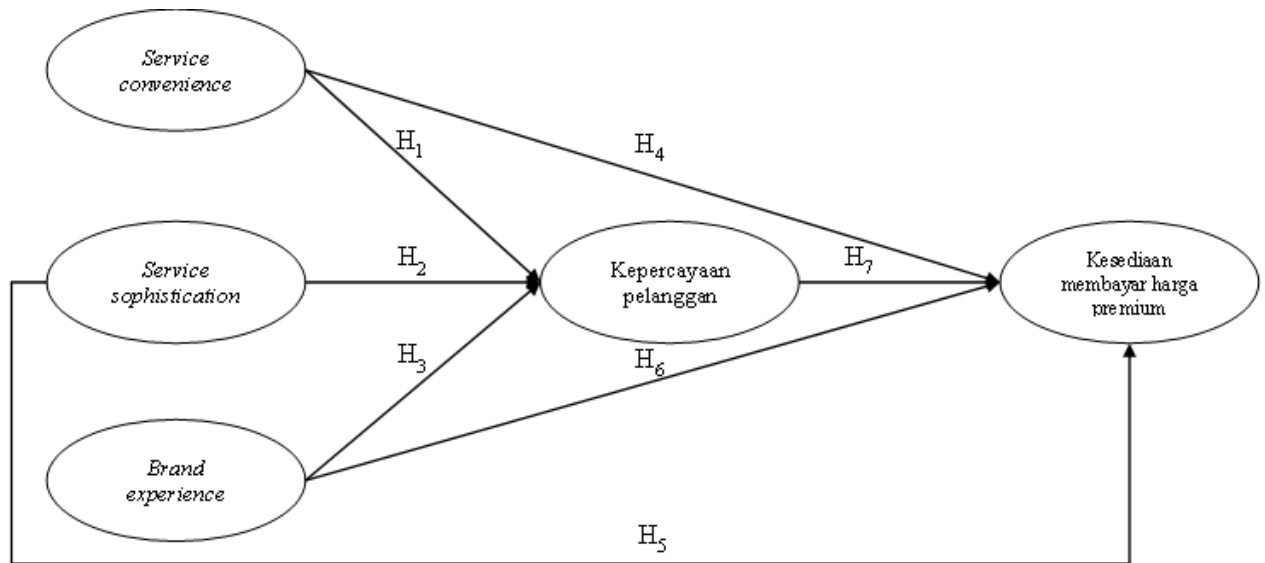 Service
convenience
H1
H4
Service
sophistication
H2
Kepercayaan
pelanggan
H7
Kesediaan
membayar harga
premium
H3
H6
Brand
experience
H5